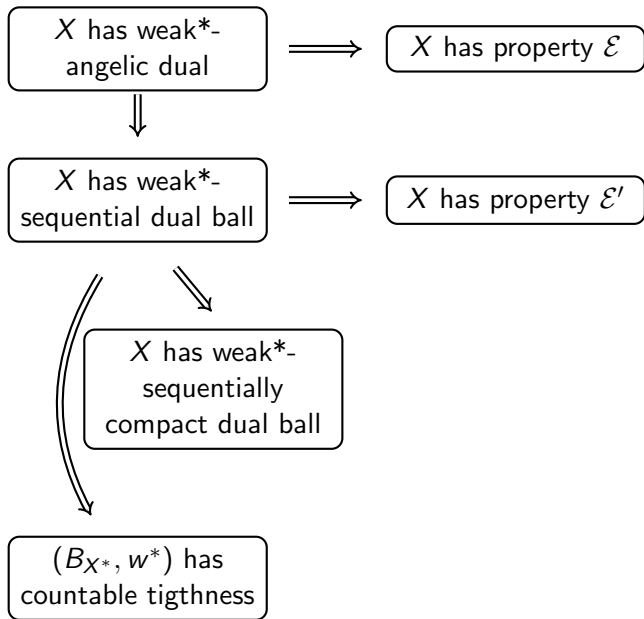 X has weak*-
angelic dual
X has property ℰ
X has weak*-
sequential dual ball
X has property ℰ′
X has weak*-
sequentially
compact dual ball
(B_{X*}, w*) has
countable tigthness